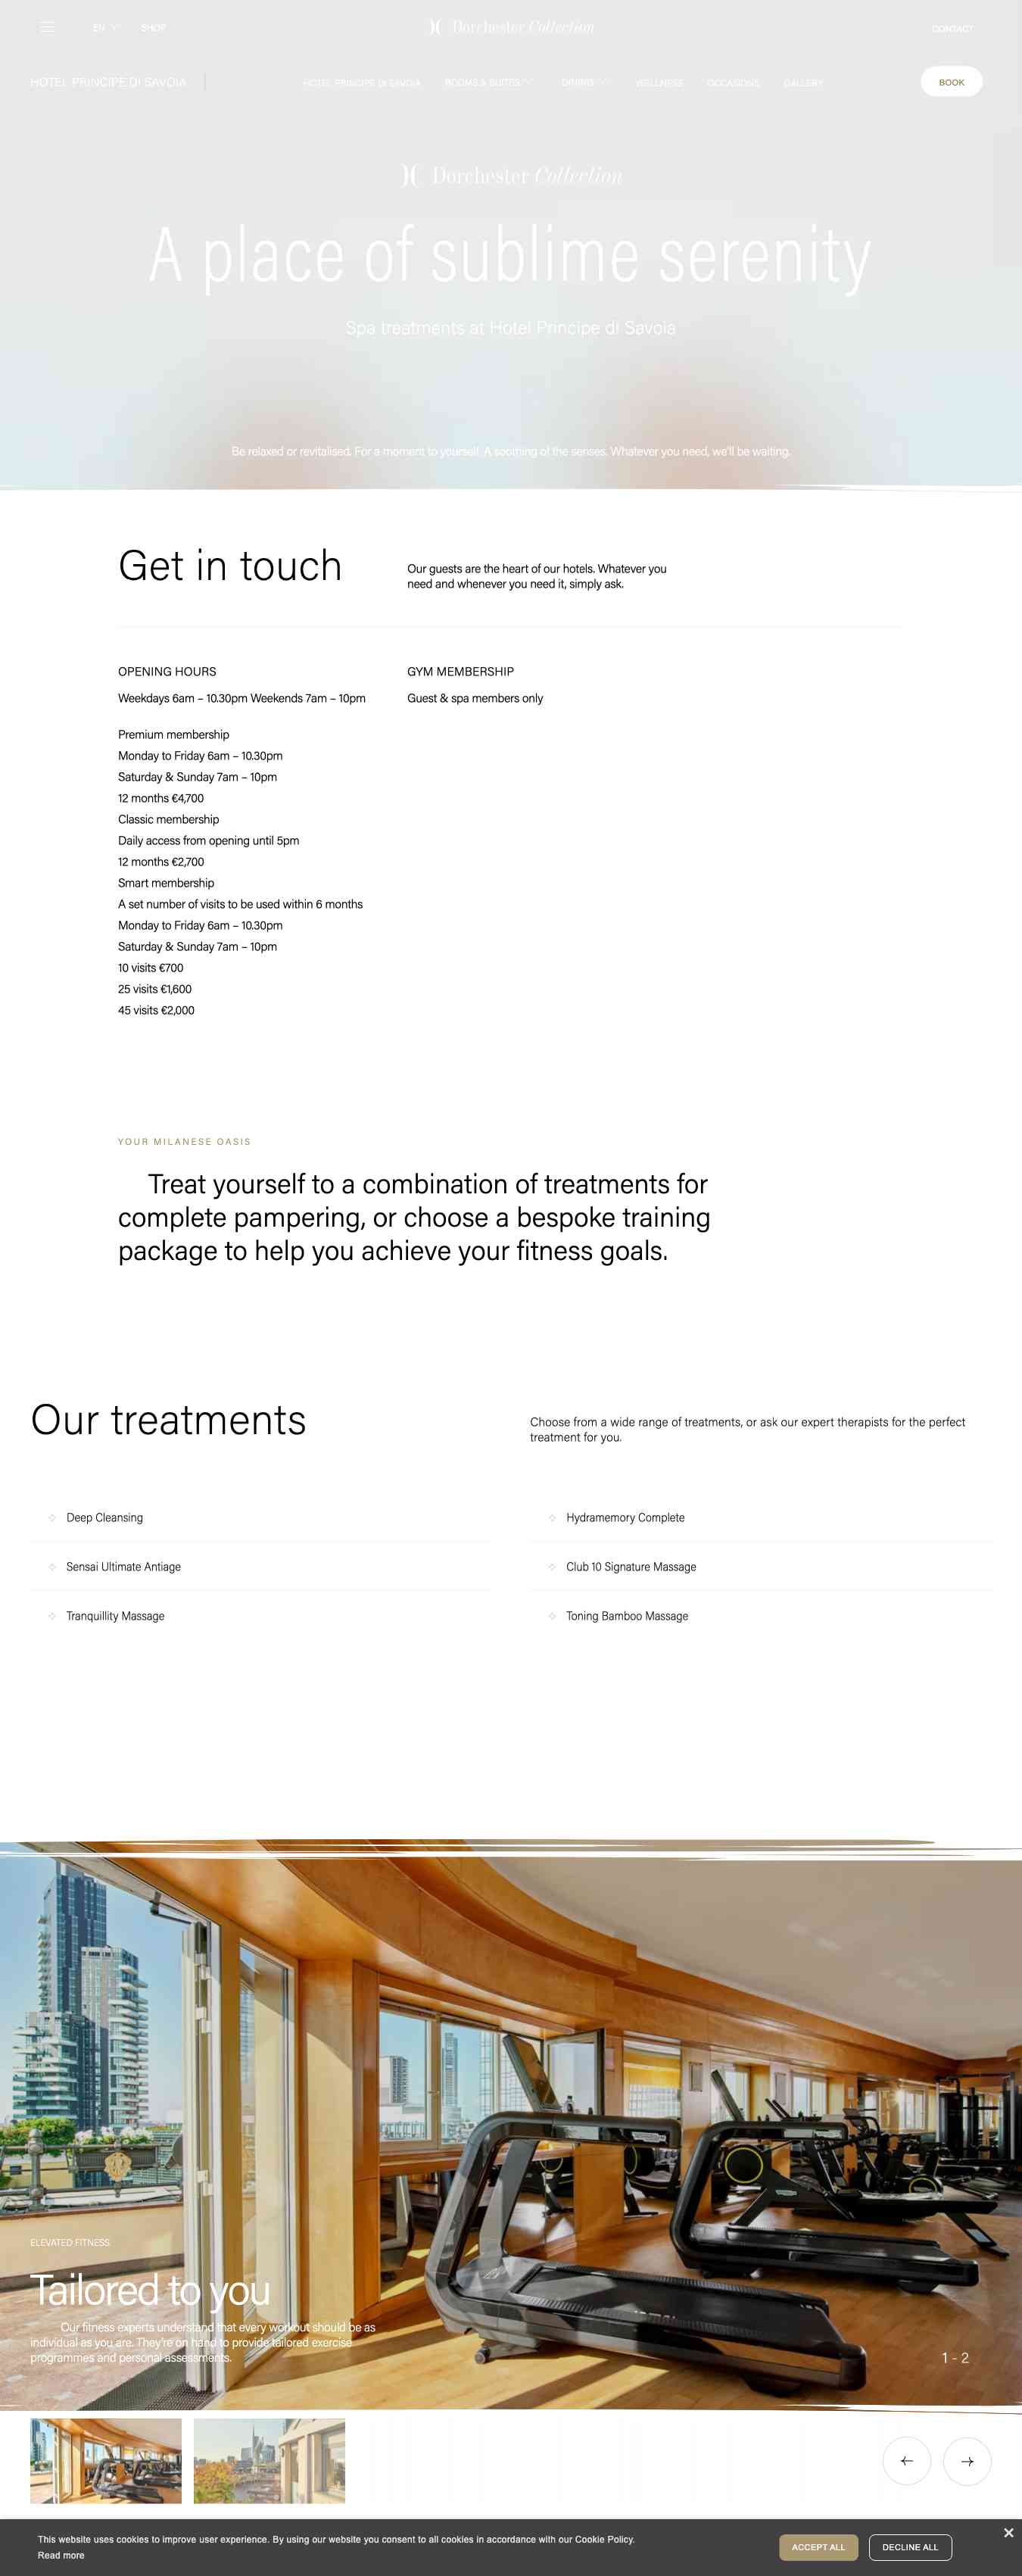 EN
SHOP
Dorchester Collection
CONTACT
HOTEL PRINCIPE DI SAVOIA
HOTEL PRINCIPE DI SAVOIA
ROOMS & SUITES
DINING
WELLNESS
OCCASIONS
GALLERY
BOOK
Dorchester Collection
A place of sublime serenity
Spa treatments at Hotel Principe di Savoia
Be relaxed or revitalised. For a moment to yourself. A soothing of the senses. Whatever you need, we'll be waiting.
Get in touch
Our guests are the heart of our hotels. Whatever you
need and whenever you need it, simply ask.
OPENING HOURS
Weekdays 6am – 10.30pm Weekends 7am – 10pm
GYM MEMBERSHIP
Guest & spa members only
Premium membership
Monday to Friday 6am – 10.30pm
Saturday & Sunday 7am – 10pm
12 months €4,700
Classic membership
Daily access from opening until 5pm
12 months €2,700
Smart membership
A set number of visits to be used within 6 months
Monday to Friday 6am – 10.30pm
Saturday & Sunday 7am – 10pm
10 visits €700
25 visits €1,600
45 visits €2,000
YOUR MILANESE OASIS
Treat yourself to a combination of treatments for
complete pampering, or choose a bespoke training
package to help you achieve your fitness goals.
Our treatments
Choose from a wide range of treatments, or ask our expert therapists for the perfect
treatment for you.
Deep Cleansing
Hydramemory Complete
Sensai Ultimate Antiage
Club 10 Signature Massage
Tranquillity Massage
Toning Bamboo Massage
ELEVATED FITNESS
Tailored to you
Our fitness experts understand that every workout should be as
individual as you are. They're on hand to provide tailored exercise
programmes and personal assessments.
1 - 2
This website uses cookies to improve user experience. By using our website you consent to all cookies in accordance with our Cookie Policy.
Read more
ACCEPT ALL
DECLINE ALL